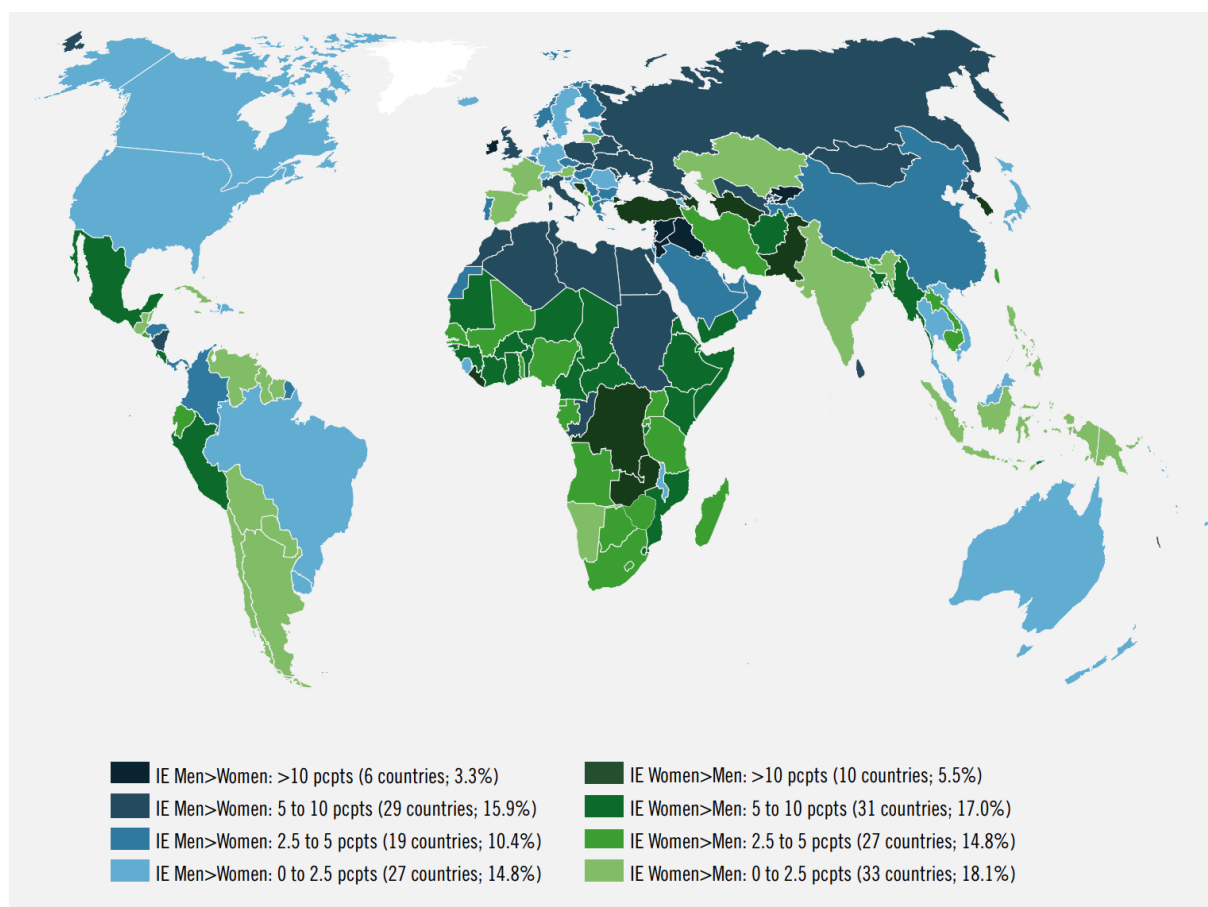 IE Men>Women: >10 pcpts (6 countries; 3.3%)
IE Men>Women: 5 to 10 pcpts (29 countries; 15.9%)
IE Men>Women: 2.5 to 5 pcpts (19 countries; 10.4%)
IE Men>Women: 0 to 2.5 pcpts (27 countries; 14.8%)
IE Women>Men: >10 pcpts (10 countries; 5.5%)
IE Women>Men: 5 to 10 pcpts (31 countries; 17.0%)
IE Women>Men: 2.5 to 5 pcpts (27 countries; 14.8%)
IE Women>Men: 0 to 2.5 pcpts (33 countries; 18.1%)